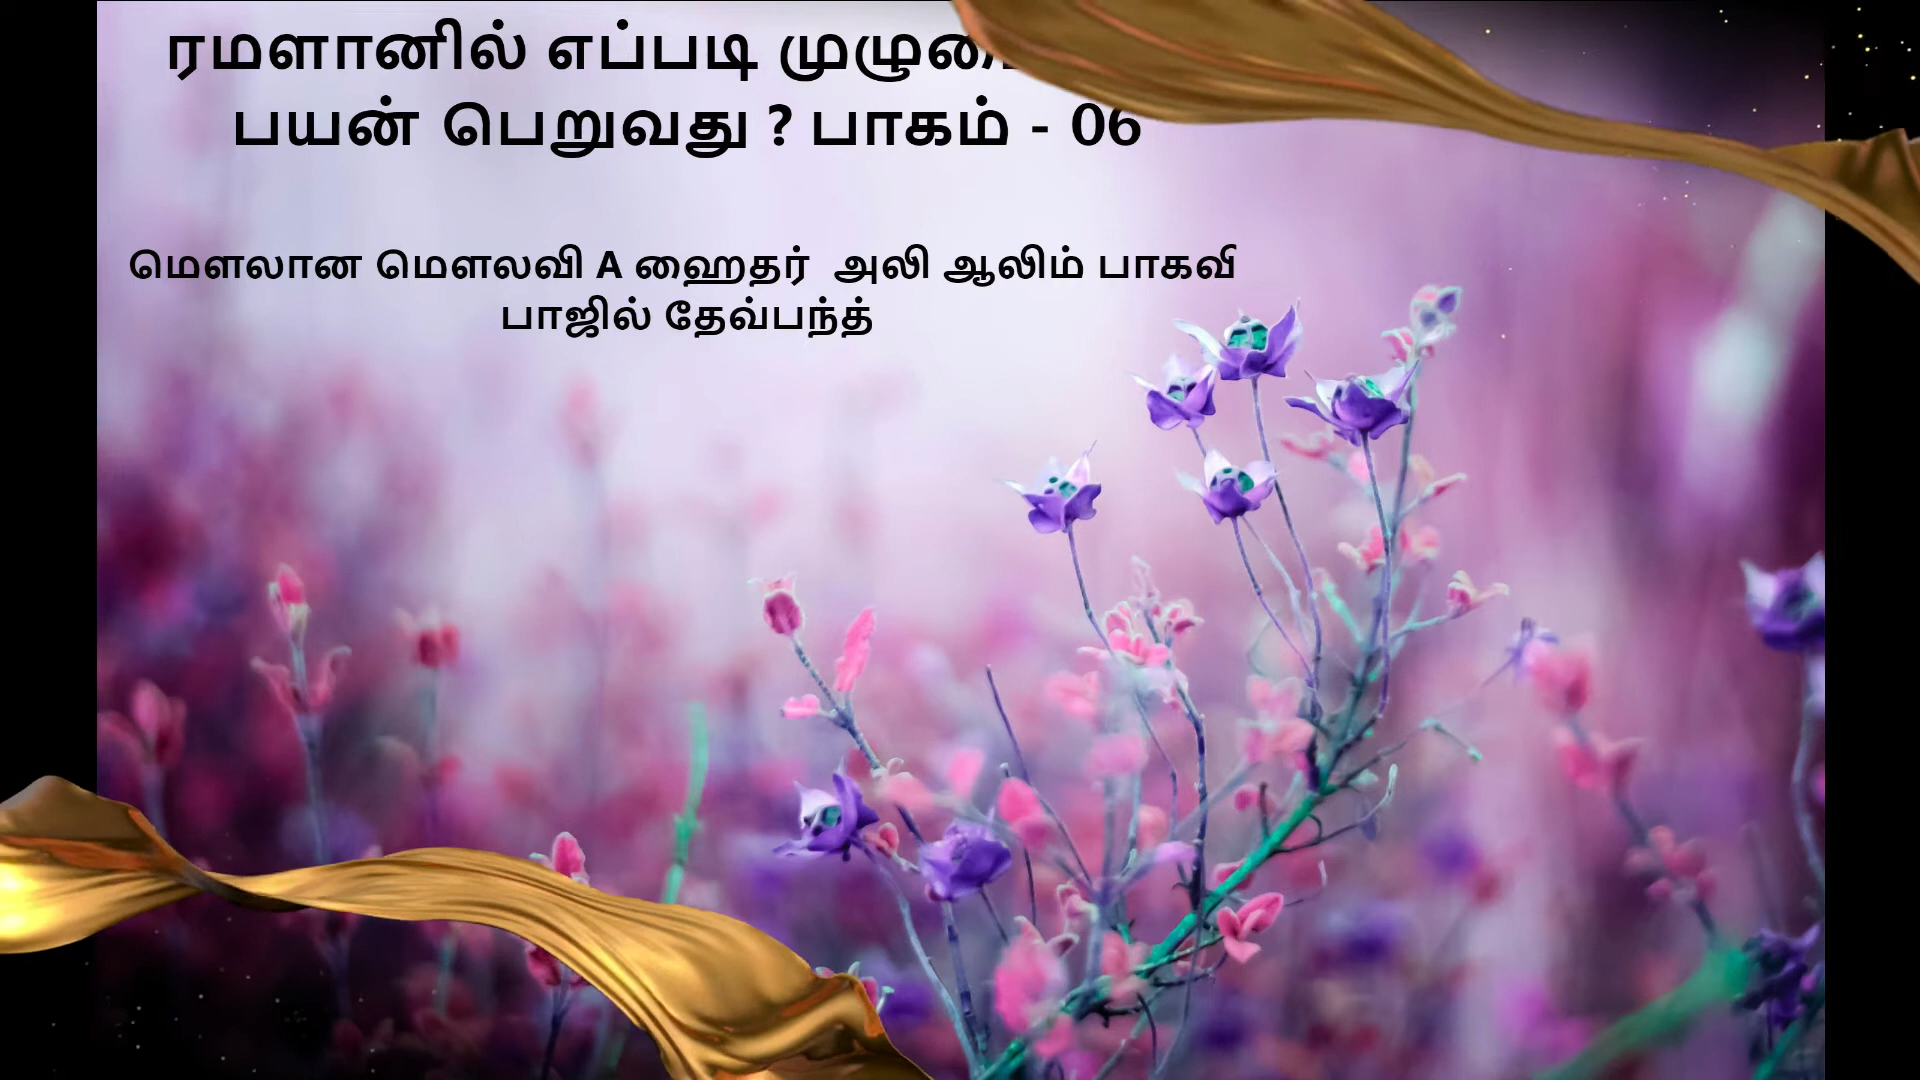 ரமளானில் எப்படி
பயன் பெறுவது ? பாகம் - 06
மௌலான மௌலவி A ஹைதர் அலி ஆலிம் பாகவி
பாஜில் தேவ்பந்த்